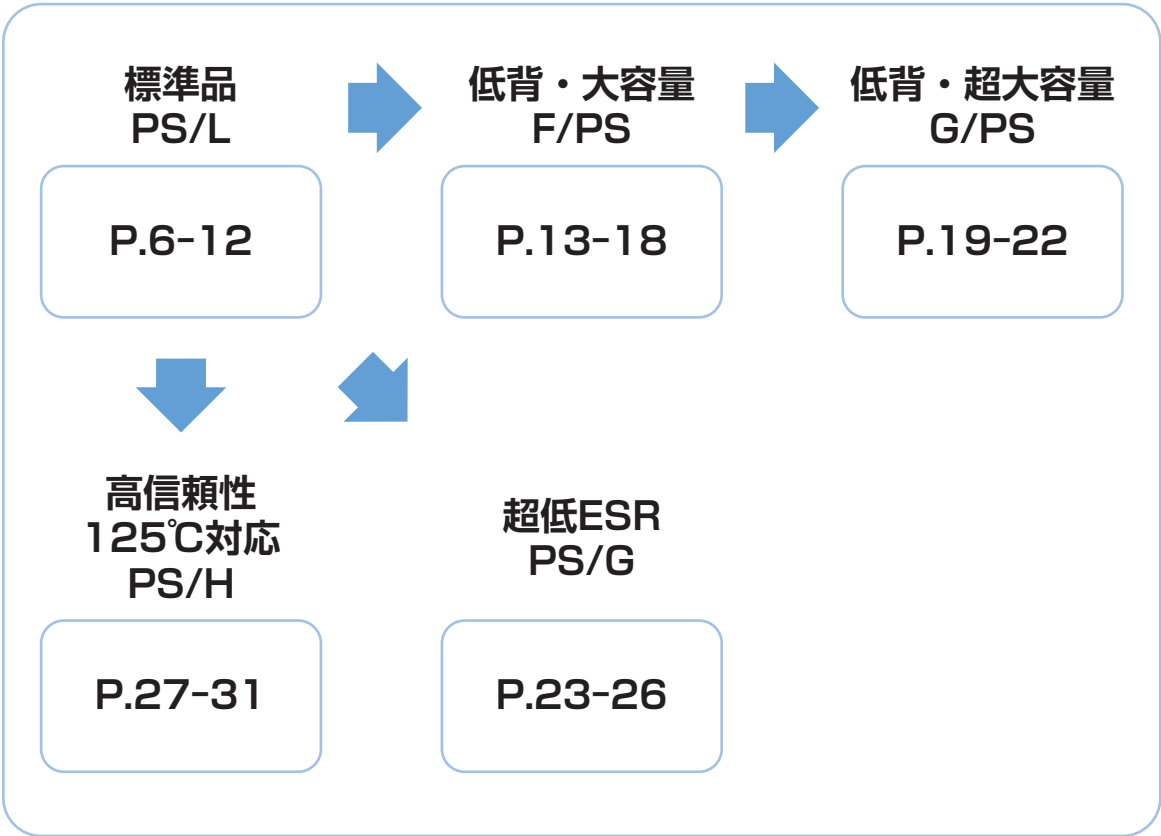 標準品
PS/L
P.6-12
低背・大容量
F/PS
P.13-18
低背・超大容量
G/PS
P.19-22
高信頼性
125℃対応
PS/H
P.27-31
超低ESR
PS/G
P.23-26